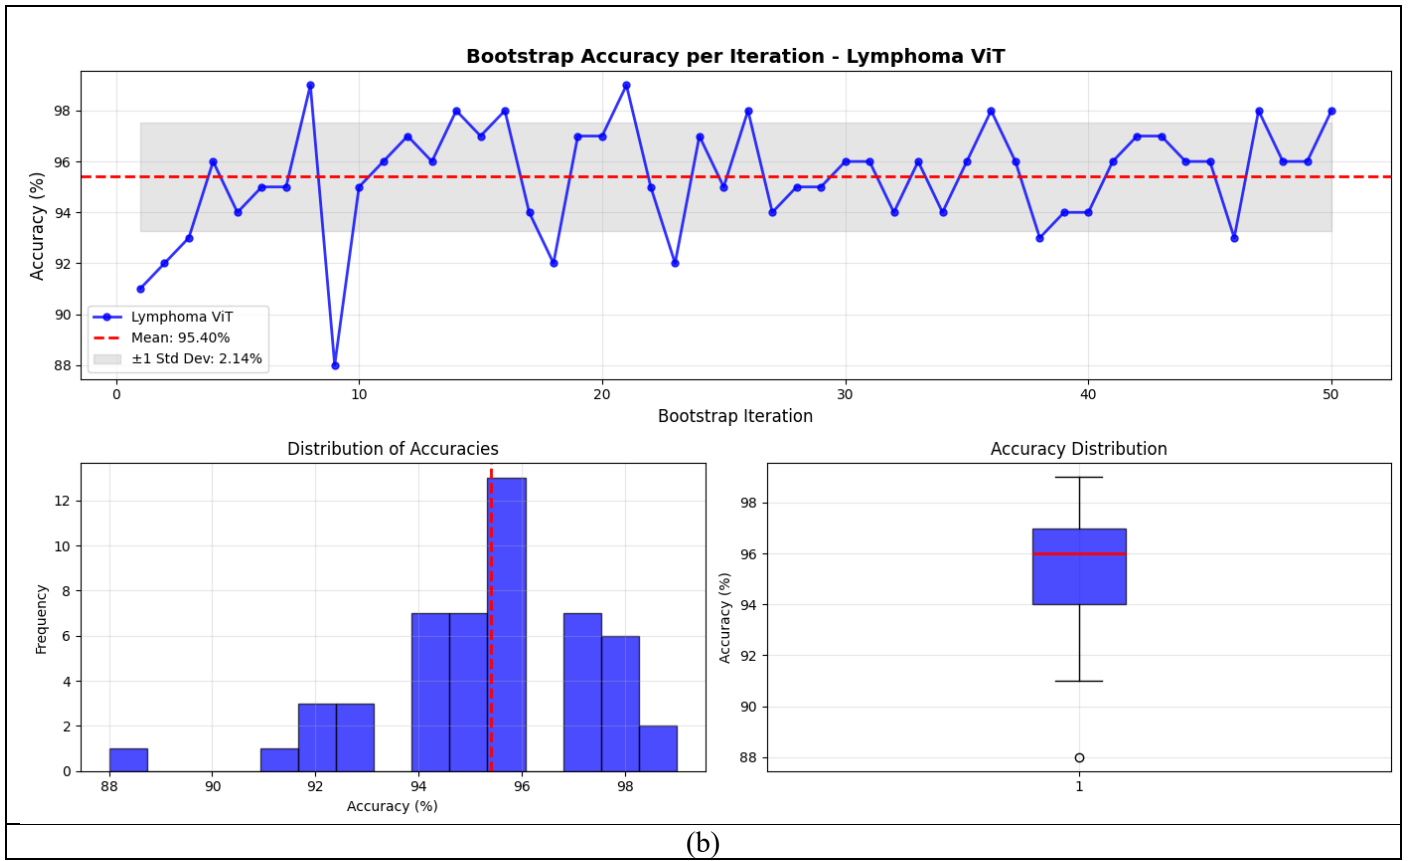 Bootstrap Accuracy per Iteration - Lymphoma ViT
Accuracy (%)
98
96
94
92
90
88
Lymphoma ViT
Mean: 95.40%
±1 Std Dev: 2.14%
0 10 20 30 40 50
Bootstrap Iteration
Distribution of Accuracies
Frequency
12
10
8
6
4
2
0
88 90 92 94 96 98
Accuracy (%)
Accuracy Distribution
Accuracy (%)
98
96
94
92
90
88
1
(b)